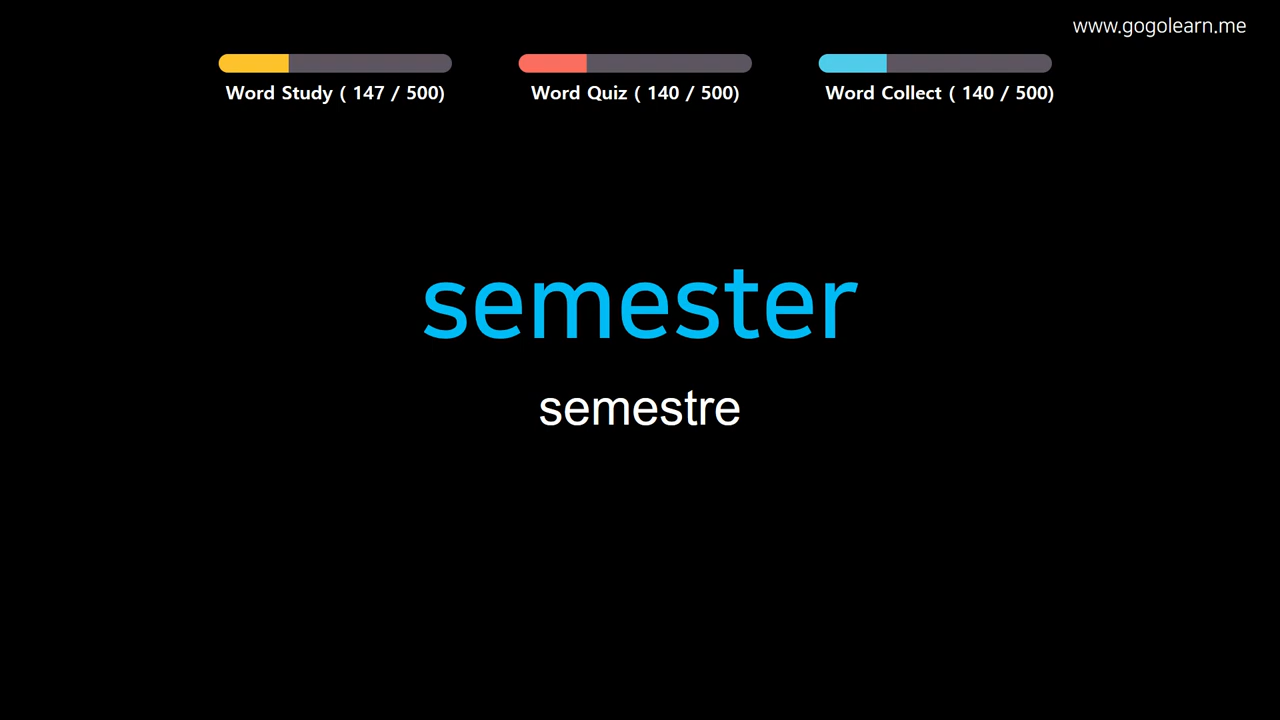 www.gogolearn.me
Word Study ( 147 / 500)
Word Quiz ( 140 / 500)
Word Collect ( 140 / 500)
semester
semestre